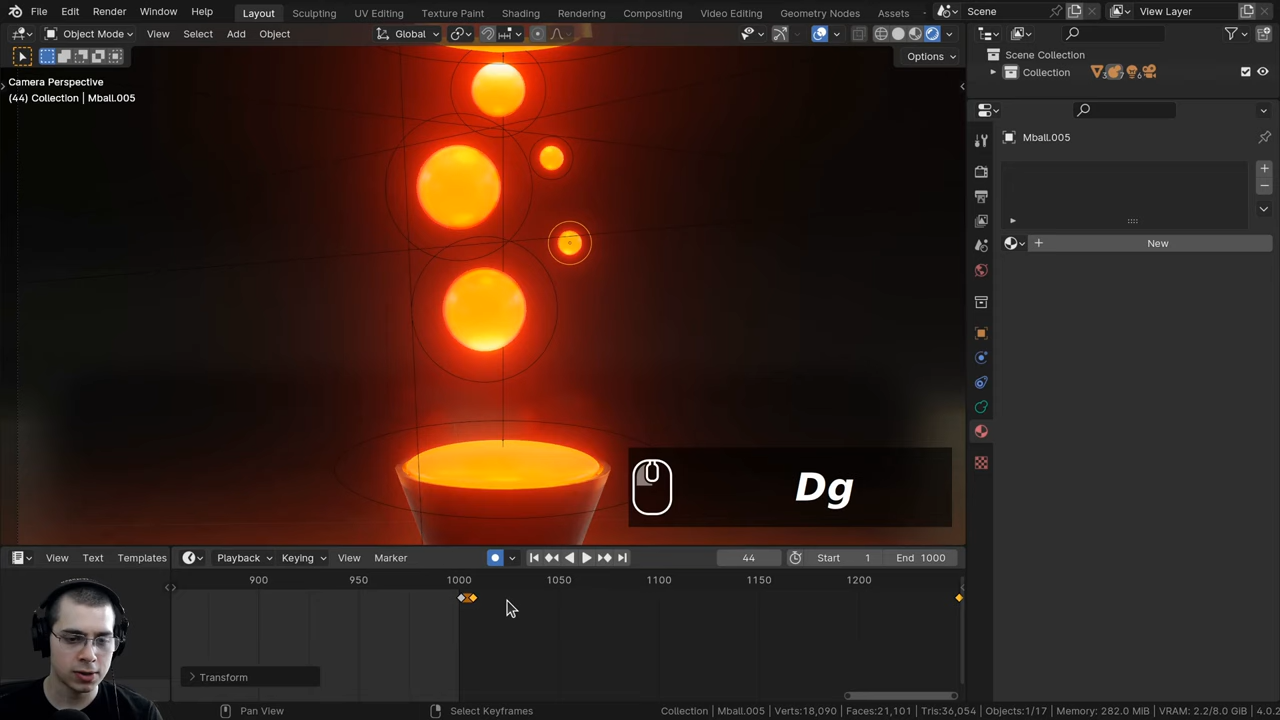 File Edit Render Window Help Layout Sculpting UV Editing Texture Paint Shading Rendering Compositing Video Editing Geometry Nodes Assets Scene View Layer
Object Mode View Select Add Object Global
Options
Camera Perspective
(44) Collection | Mball.005
Scene Collection
Collection
Mball.005
New
Dg
View Text Templates Playback Keying View Marker 44 Start 1 End 1000
900 950 1000 1050 1100 1150 1200
Transform
Pan View Select Keyframes Collection | Mball.005 | Verts:18,090 | Faces:21,101 | Tris:36,054 | Objects:1/17 | Memory: 282.0 MiB | VRAM: 2.2/8.0 GiB | 4.0.